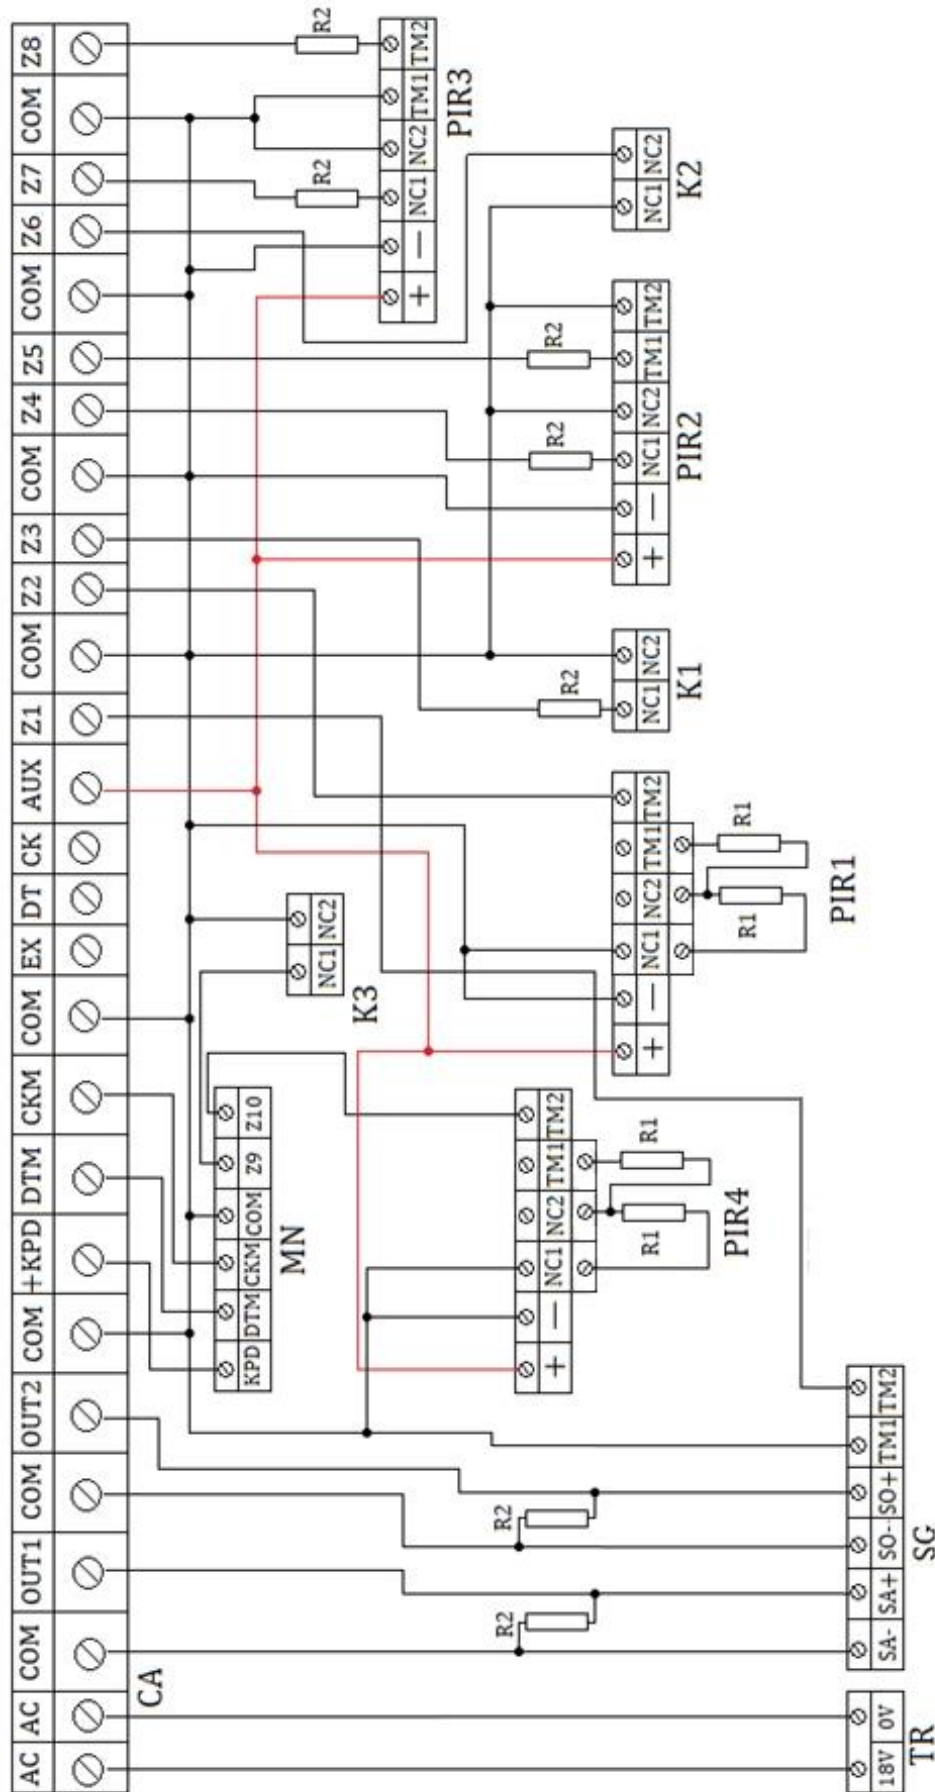 AC AC COM OUT1 COM OUT2 COM +KPD DTM CKM COM EX DT CK AUX Z1 COM Z2 Z3 COM Z4 Z5 COM Z6 Z7 COM Z8
CA
KPD DTM CKM COM Z9 Z10
MN
NC1 NC2
K3
+ — NC1 NC2 TM1 TM2
PIR3
R2
R2
+ — NC1 NC2 TM1 TM2
PIR4
R1
R1
+ — NC1 NC2 TM1 TM2
PIR1
R1
R1
NC1 NC2
K1
R2
+ — NC1 NC2 TM1 TM2
PIR2
R2
R2
NC1 NC2
K2
R2
R2
18V 0V
TR
SA- SA+ SO- SO+ TM1 TM2
SG